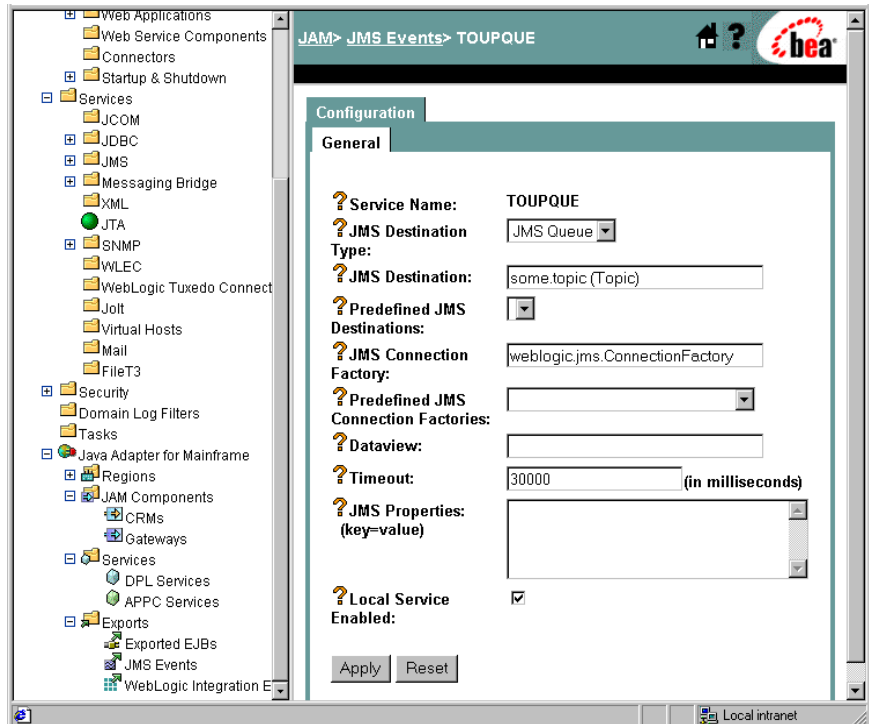 Web Applications
Web Service Components
Connectors
Startup & Shutdown
Services
JCOM
JDBC
JMS
Messaging Bridge
XML
JTA
SNMP
WLEC
WebLogic Tuxedo Connect
Jolt
Virtual Hosts
Mail
FileT3
Security
Domain Log Filters
Tasks
Java Adapter for Mainframe
Regions
JAM Components
CRMs
Gateways
Services
DPL Services
APPC Services
Exports
Exported EJBs
JMS Events
WebLogic Integration E
JAM> JMS Events> TOUPQUE
?
bea
Configuration
General
? Service Name: TOUPQUE
? JMS Destination Type: JMS Queue
? JMS Destination: some.topic (Topic)
? Predefined JMS
Destinations:
? JMS Connection Factory: weblogic.jms.ConnectionFactory
? Predefined JMS
Connection Factories:
? Dataview:
? Timeout: 30000 (in milliseconds)
? JMS Properties:
(key=value)
? Local Service
Enabled:
Apply Reset
Local intranet